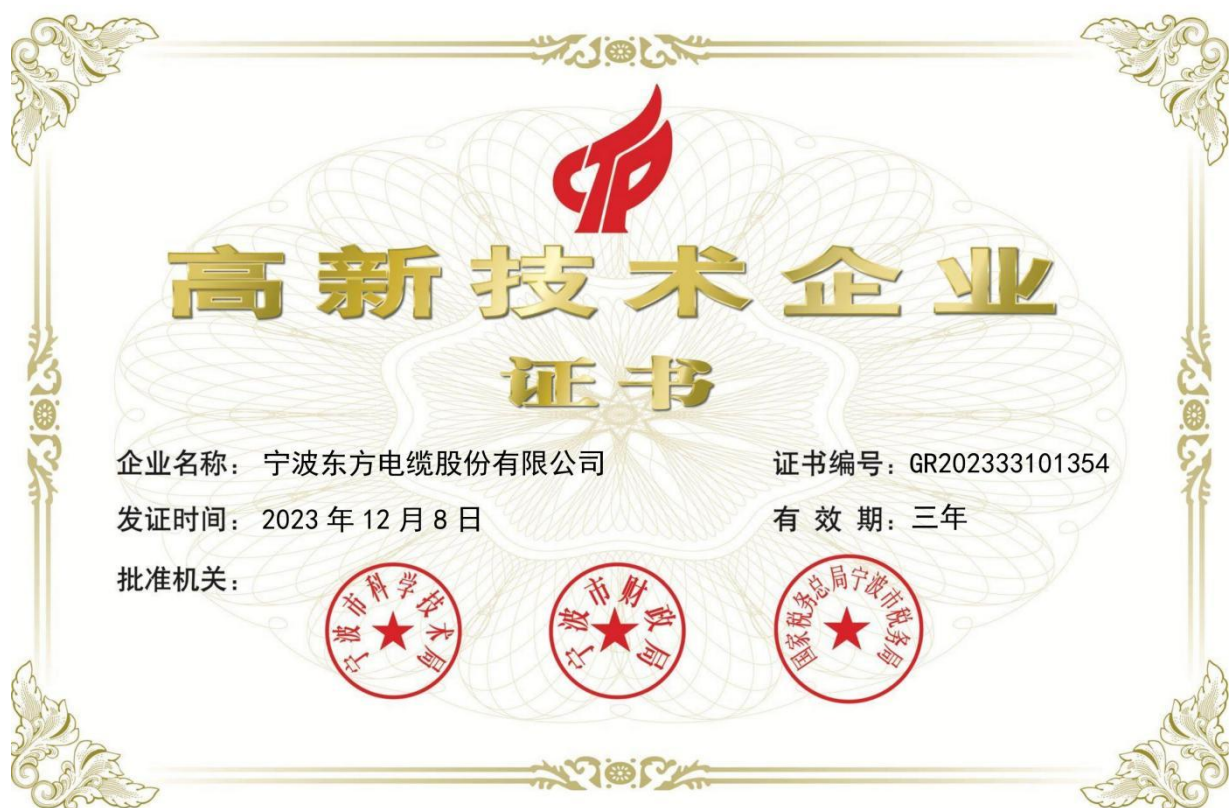 CTP
高新技术企业
证书
企业名称：宁波东方电缆股份有限公司 证书编号：GR202333101354
发证时间：2023年12月8日 有效期：三年
批准机关：
宁波市科学技术局 宁波市财政局 国家税务总局宁波市税务局